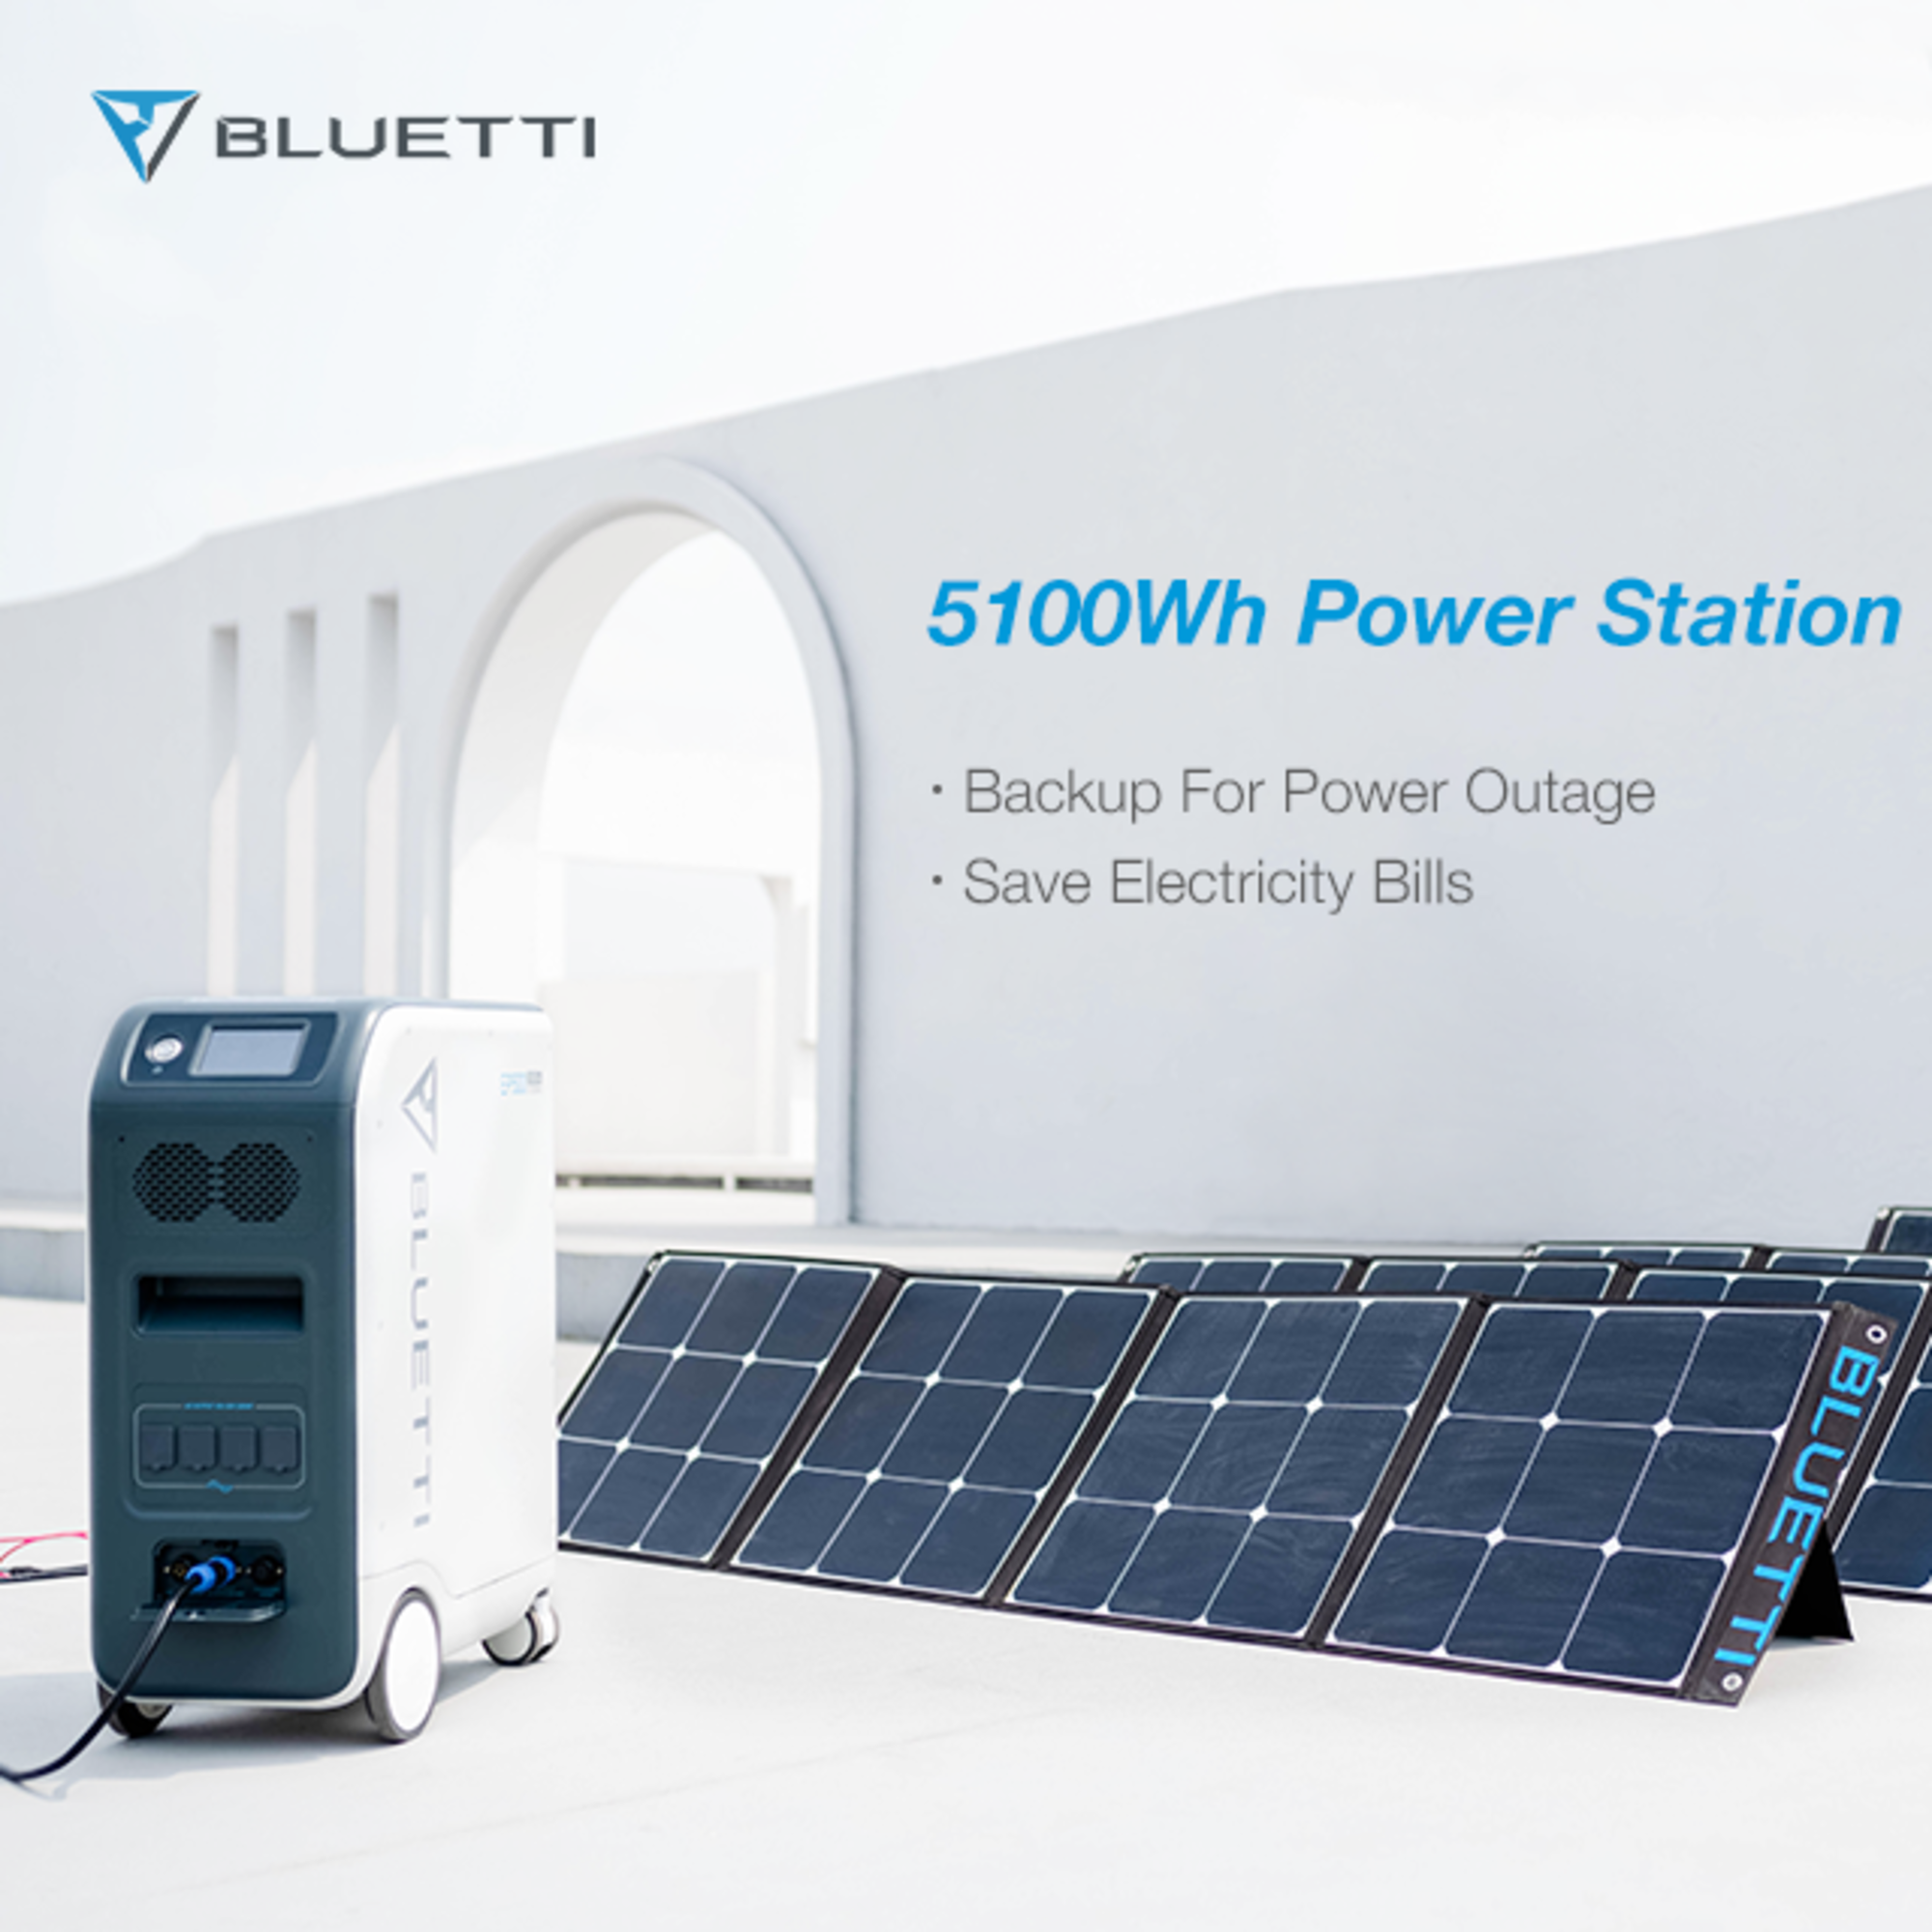 BLUETTI
5100Wh Power Station
· Backup For Power Outage
· Save Electricity Bills
BLUETTI
BLUETTI